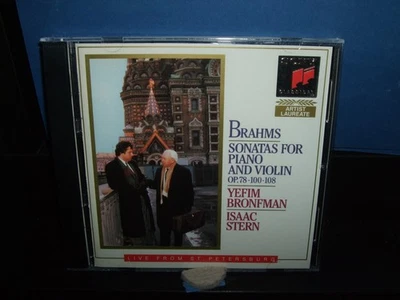 ARTIST
LAUREATE
BRAHMS
SONATAS FOR
PIANO
AND VIOLIN
OP.78·100·108
YEFIM
BRONFMAN
ISAAC
STERN
LIVE FROM ST. PETERSBURG